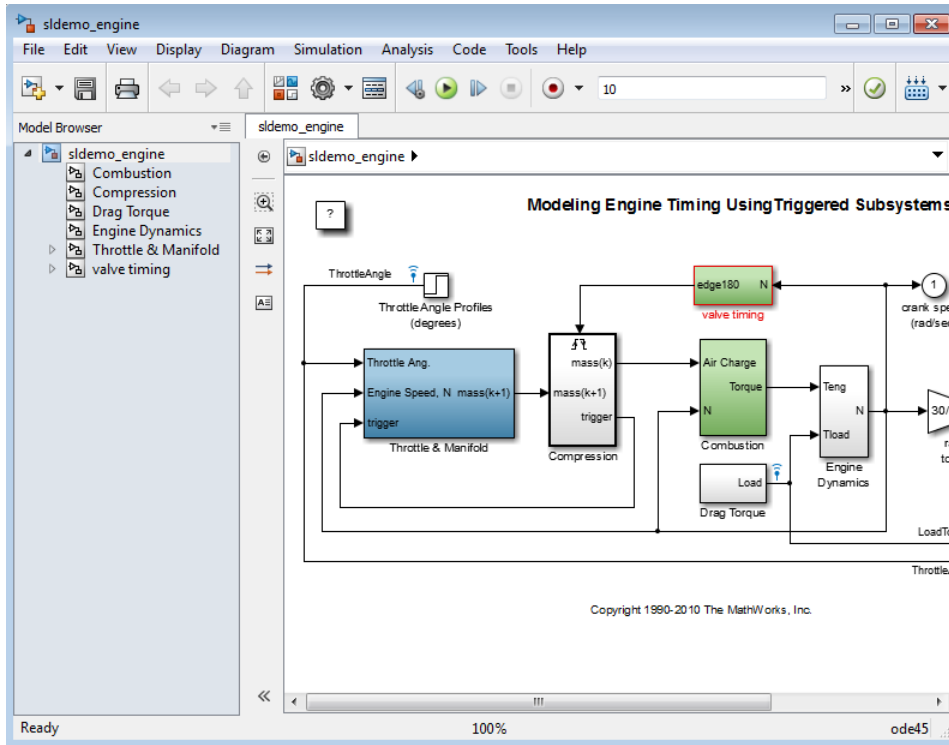 sldemo_engine
File Edit View Display Diagram Simulation Analysis Code Tools Help
10
»
Model Browser
sldemo_engine
sldemo_engine
Combustion
Compression
Drag Torque
Engine Dynamics
Throttle & Manifold
valve timing
sldemo_engine
?
Modeling Engine Timing Using Triggered Subsystems
ThrottleAngle
Throttle Angle Profiles
(degrees)
edge180 N
valve timing
1
crank spe
(rad/sec
Throttle Ang.
Engine Speed, N mass(k+1)
trigger
Throttle & Manifold
mass(k)
mass(k+1)
trigger
Compression
Air Charge
Torque
N
Combustion
Teng
N
Tload
Engine
Dynamics
30/
r
to
Load
Drag Torque
LoadTo
ThrottleA
Copyright 1990-2010 The MathWorks, Inc.
Ready 100% ode45